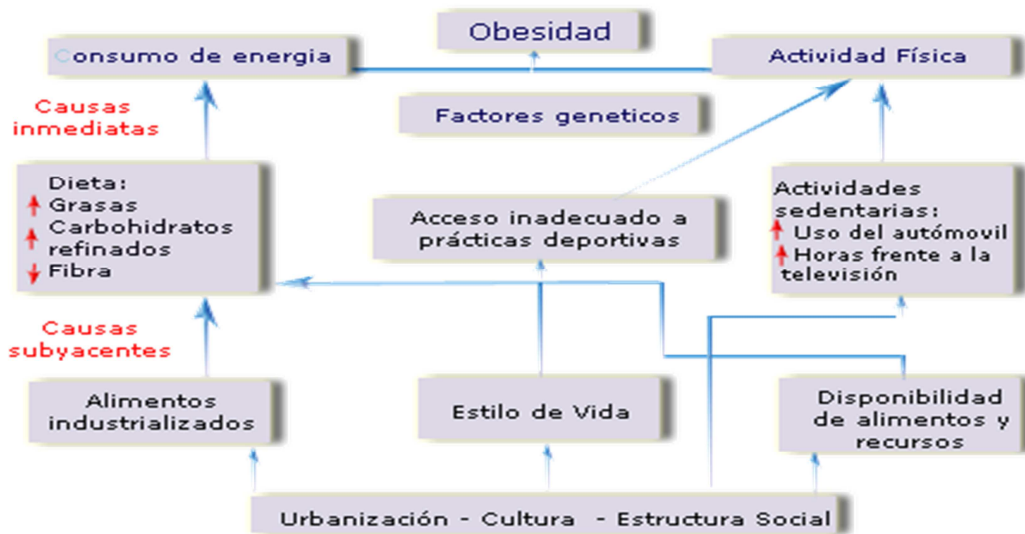 Obesidad
Consumo de energia
Actividad Física
Causas
inmediatas
Factores geneticos
Dieta:
Grasas
Carbohidratos
refinados
Fibra
Acceso inadecuado a
prácticas deportivas
Actividades
sedentarias:
Uso del autómovil
Horas frente a la
televisión
Causas
subyacentes
Alimentos
industrializados
Estilo de Vida
Disponibilidad
de alimentos y
recursos
Urbanización - Cultura - Estructura Social